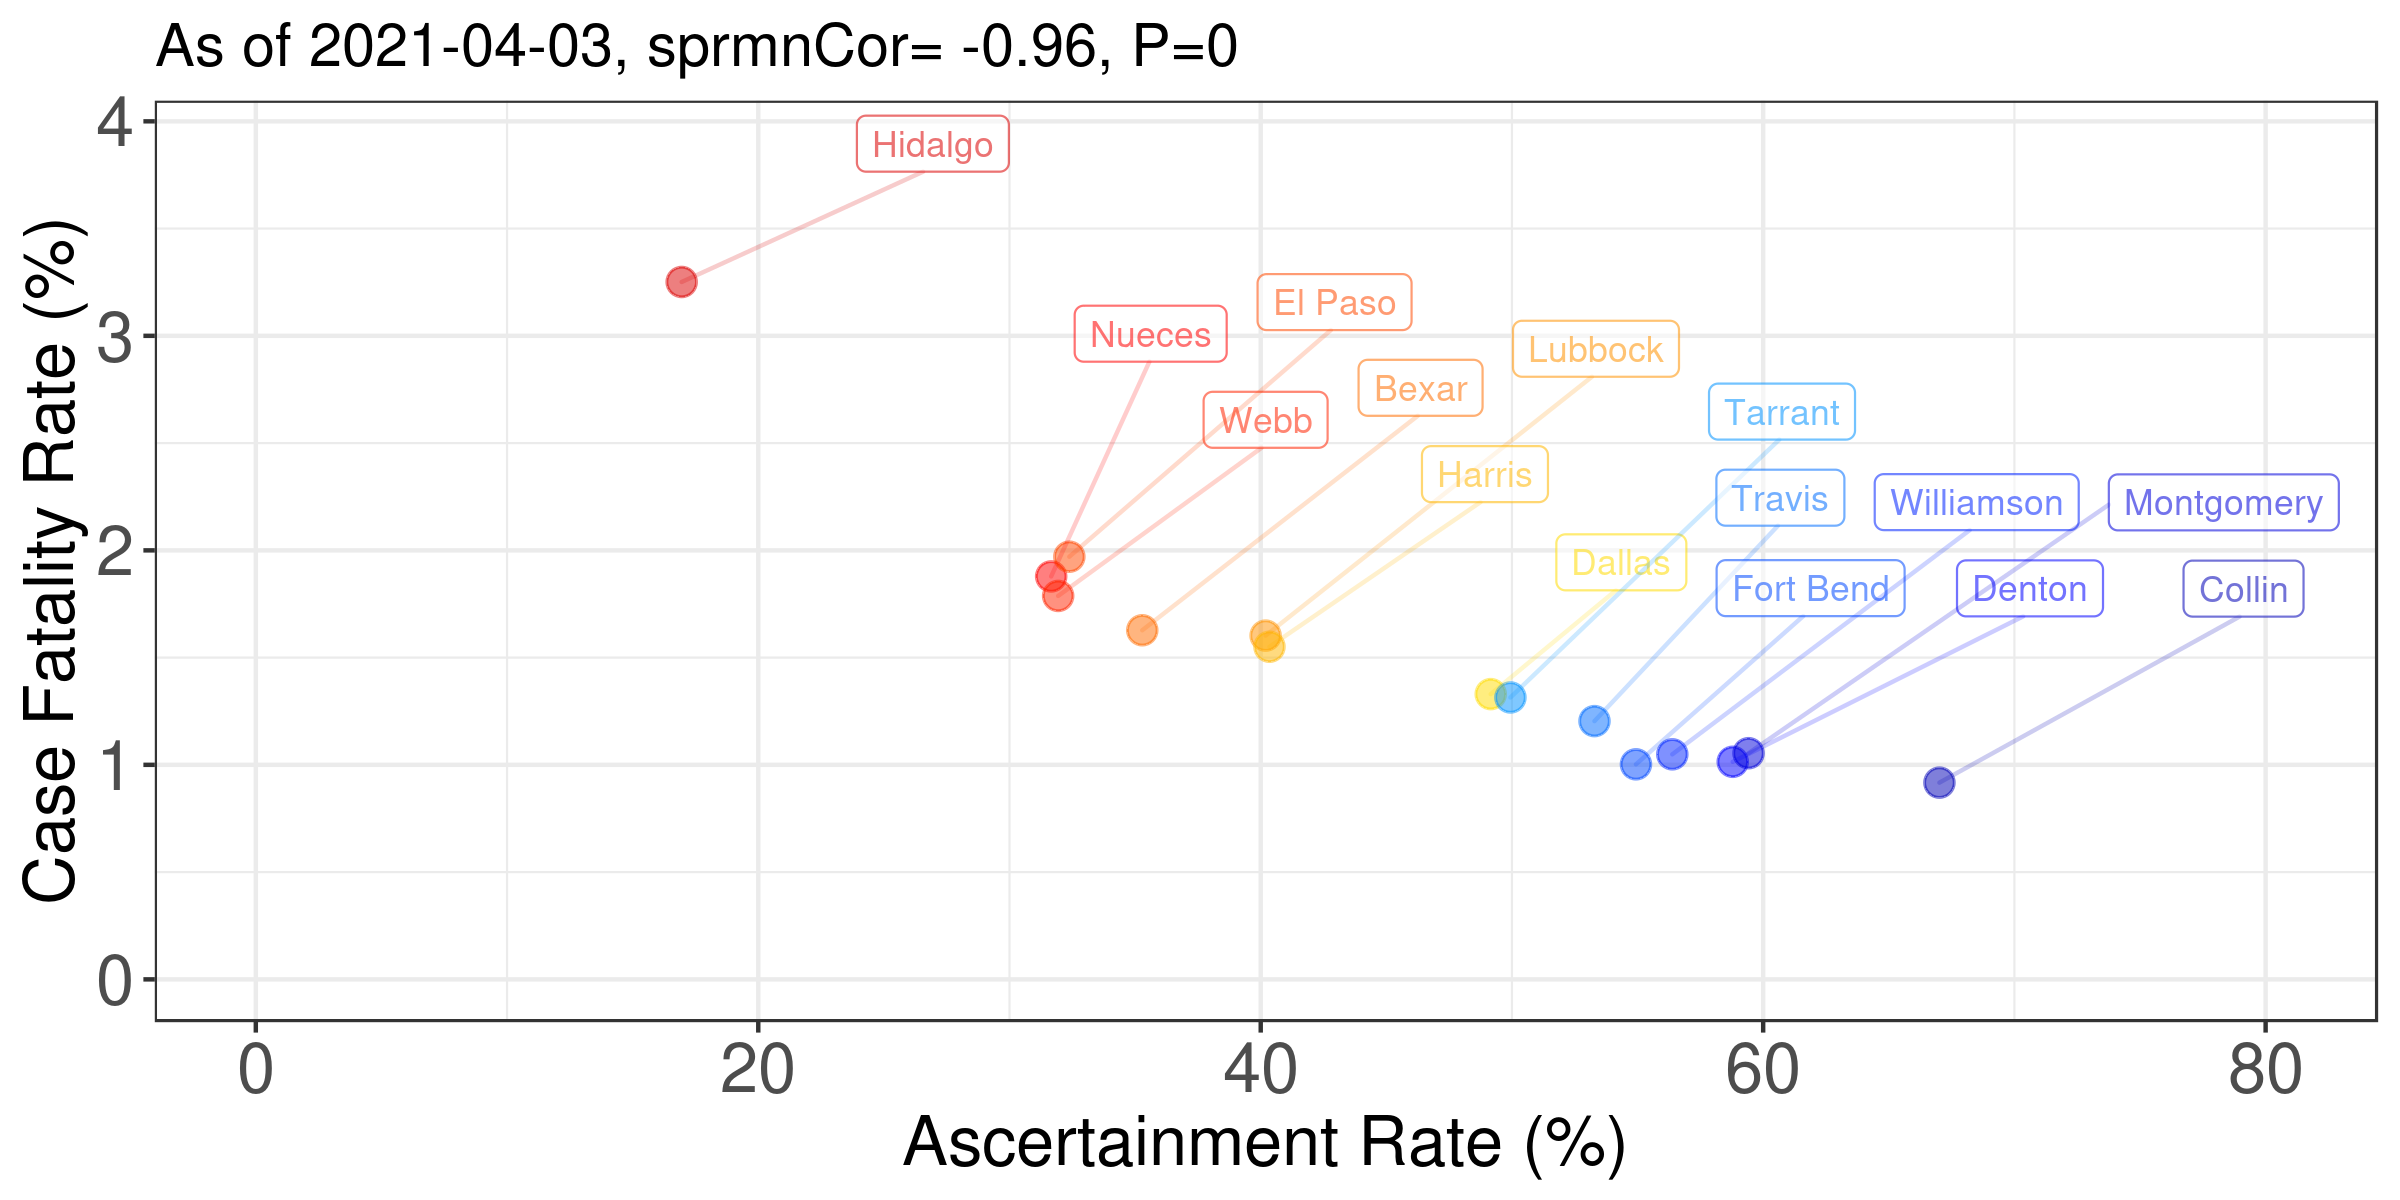 As of 2021-04-03, sprmnCor= -0.96, P=0
Case Fatality Rate (%)
4
3
2
1
0
Hidalgo
El Paso
Nueces
Lubbock
Bexar
Webb
Tarrant
Harris
Travis
Williamson
Montgomery
Dallas
Fort Bend
Denton
Collin
0 20 40 60 80
Ascertainment Rate (%)